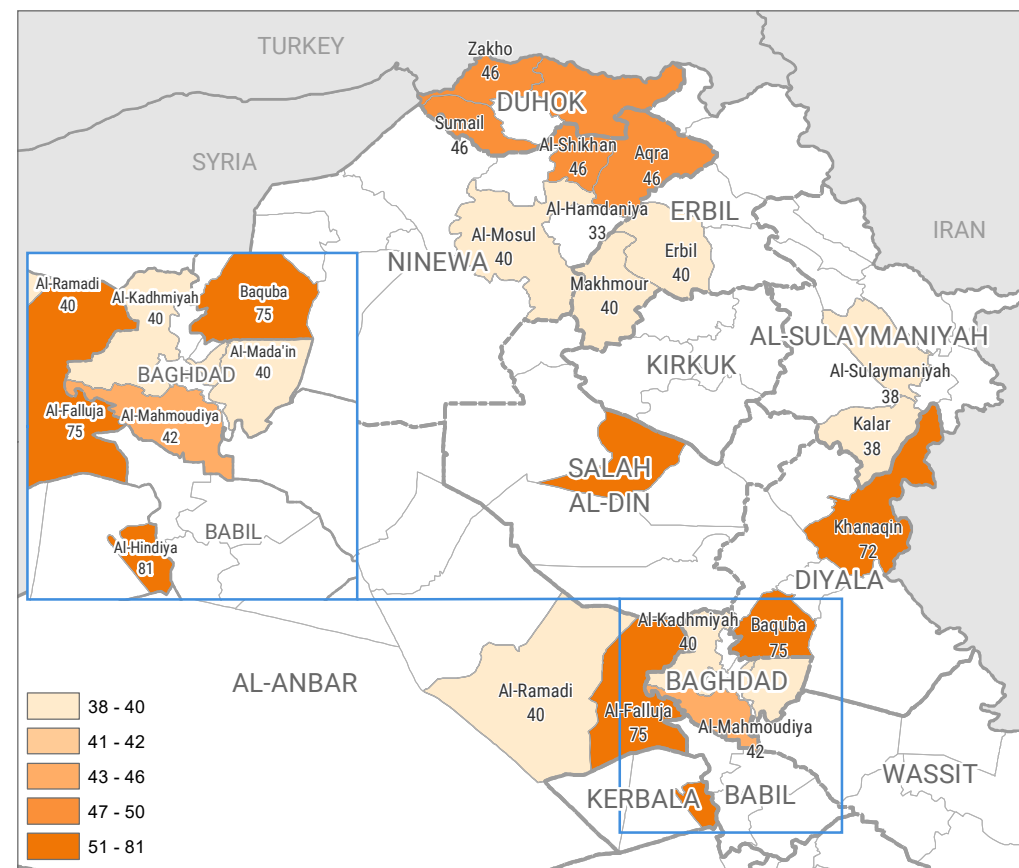 TURKEY
Zakho
46
DUHOK
Sumail
46
Al-Shikhan
46
Aqra
46
SYRIA
Al-Hamdaniya
33
ERBIL
IRAN
Al-Mosul
40
NINEWA
Erbil
40
Makhmour
40
Al-Ramadi
40
Al-Kadhmiyah
40
Baquba
75
Al-Mada'in
40
BAGHDAD
Al-Falluja
75
Al-Mahmoudiya
42
BABIL
Al-Hindiya
81
AL-SULAYMANIYAH
KIRKUK
Al-Sulaymaniyah
38
Kalar
38
SALAH
AL-DIN
Khanaqin
72
DIYALA
Al-Kadhmiyah
40
Baquba
75
AL-ANBAR
Al-Ramadi
40
BAGHDAD
Al-Falluja
75
Al-Mahmoudiya
42
WASSIT
KERBALA
BABIL
38 - 40
41 - 42
43 - 46
47 - 50
51 - 81